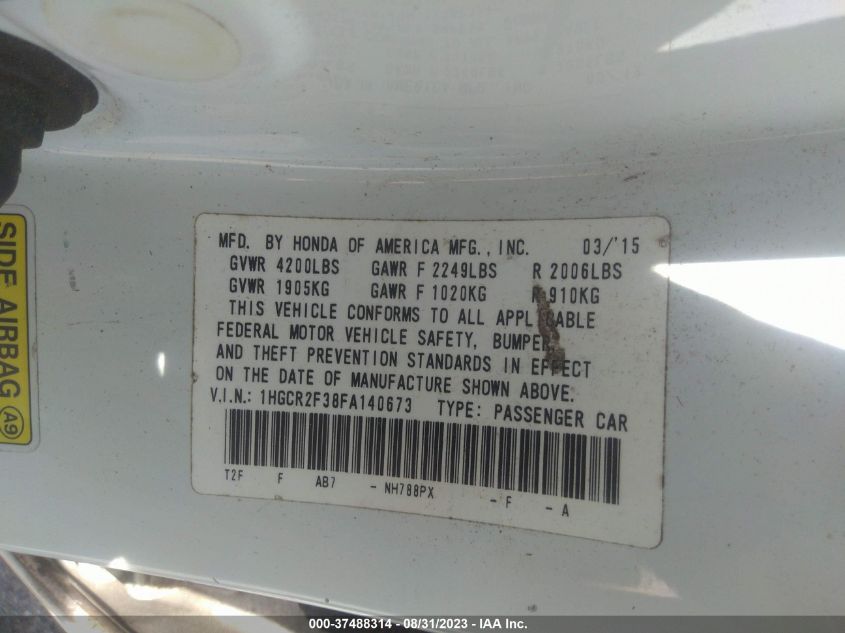 MFD. BY HONDA OF AMERICA MFG., INC. 03/'15
GVWR 4200LBS GAWR F 2249LBS R 2006LBS
GVWR 1905KG GAWR F 1020KG R 910KG
THIS VEHICLE CONFORMS TO ALL APPLICABLE
FEDERAL MOTOR VEHICLE SAFETY, BUMPER,
AND THEFT PREVENTION STANDARDS IN EFFECT
ON THE DATE OF MANUFACTURE SHOWN ABOVE.
V.I.N.: 1HGCR2F38FA140673 TYPE: PASSENGER CAR
T2F F AB7 - NH788PX - F - A
SIDE AIRBAG A9
000-37488314 - 08/31/2023 - IAA Inc.